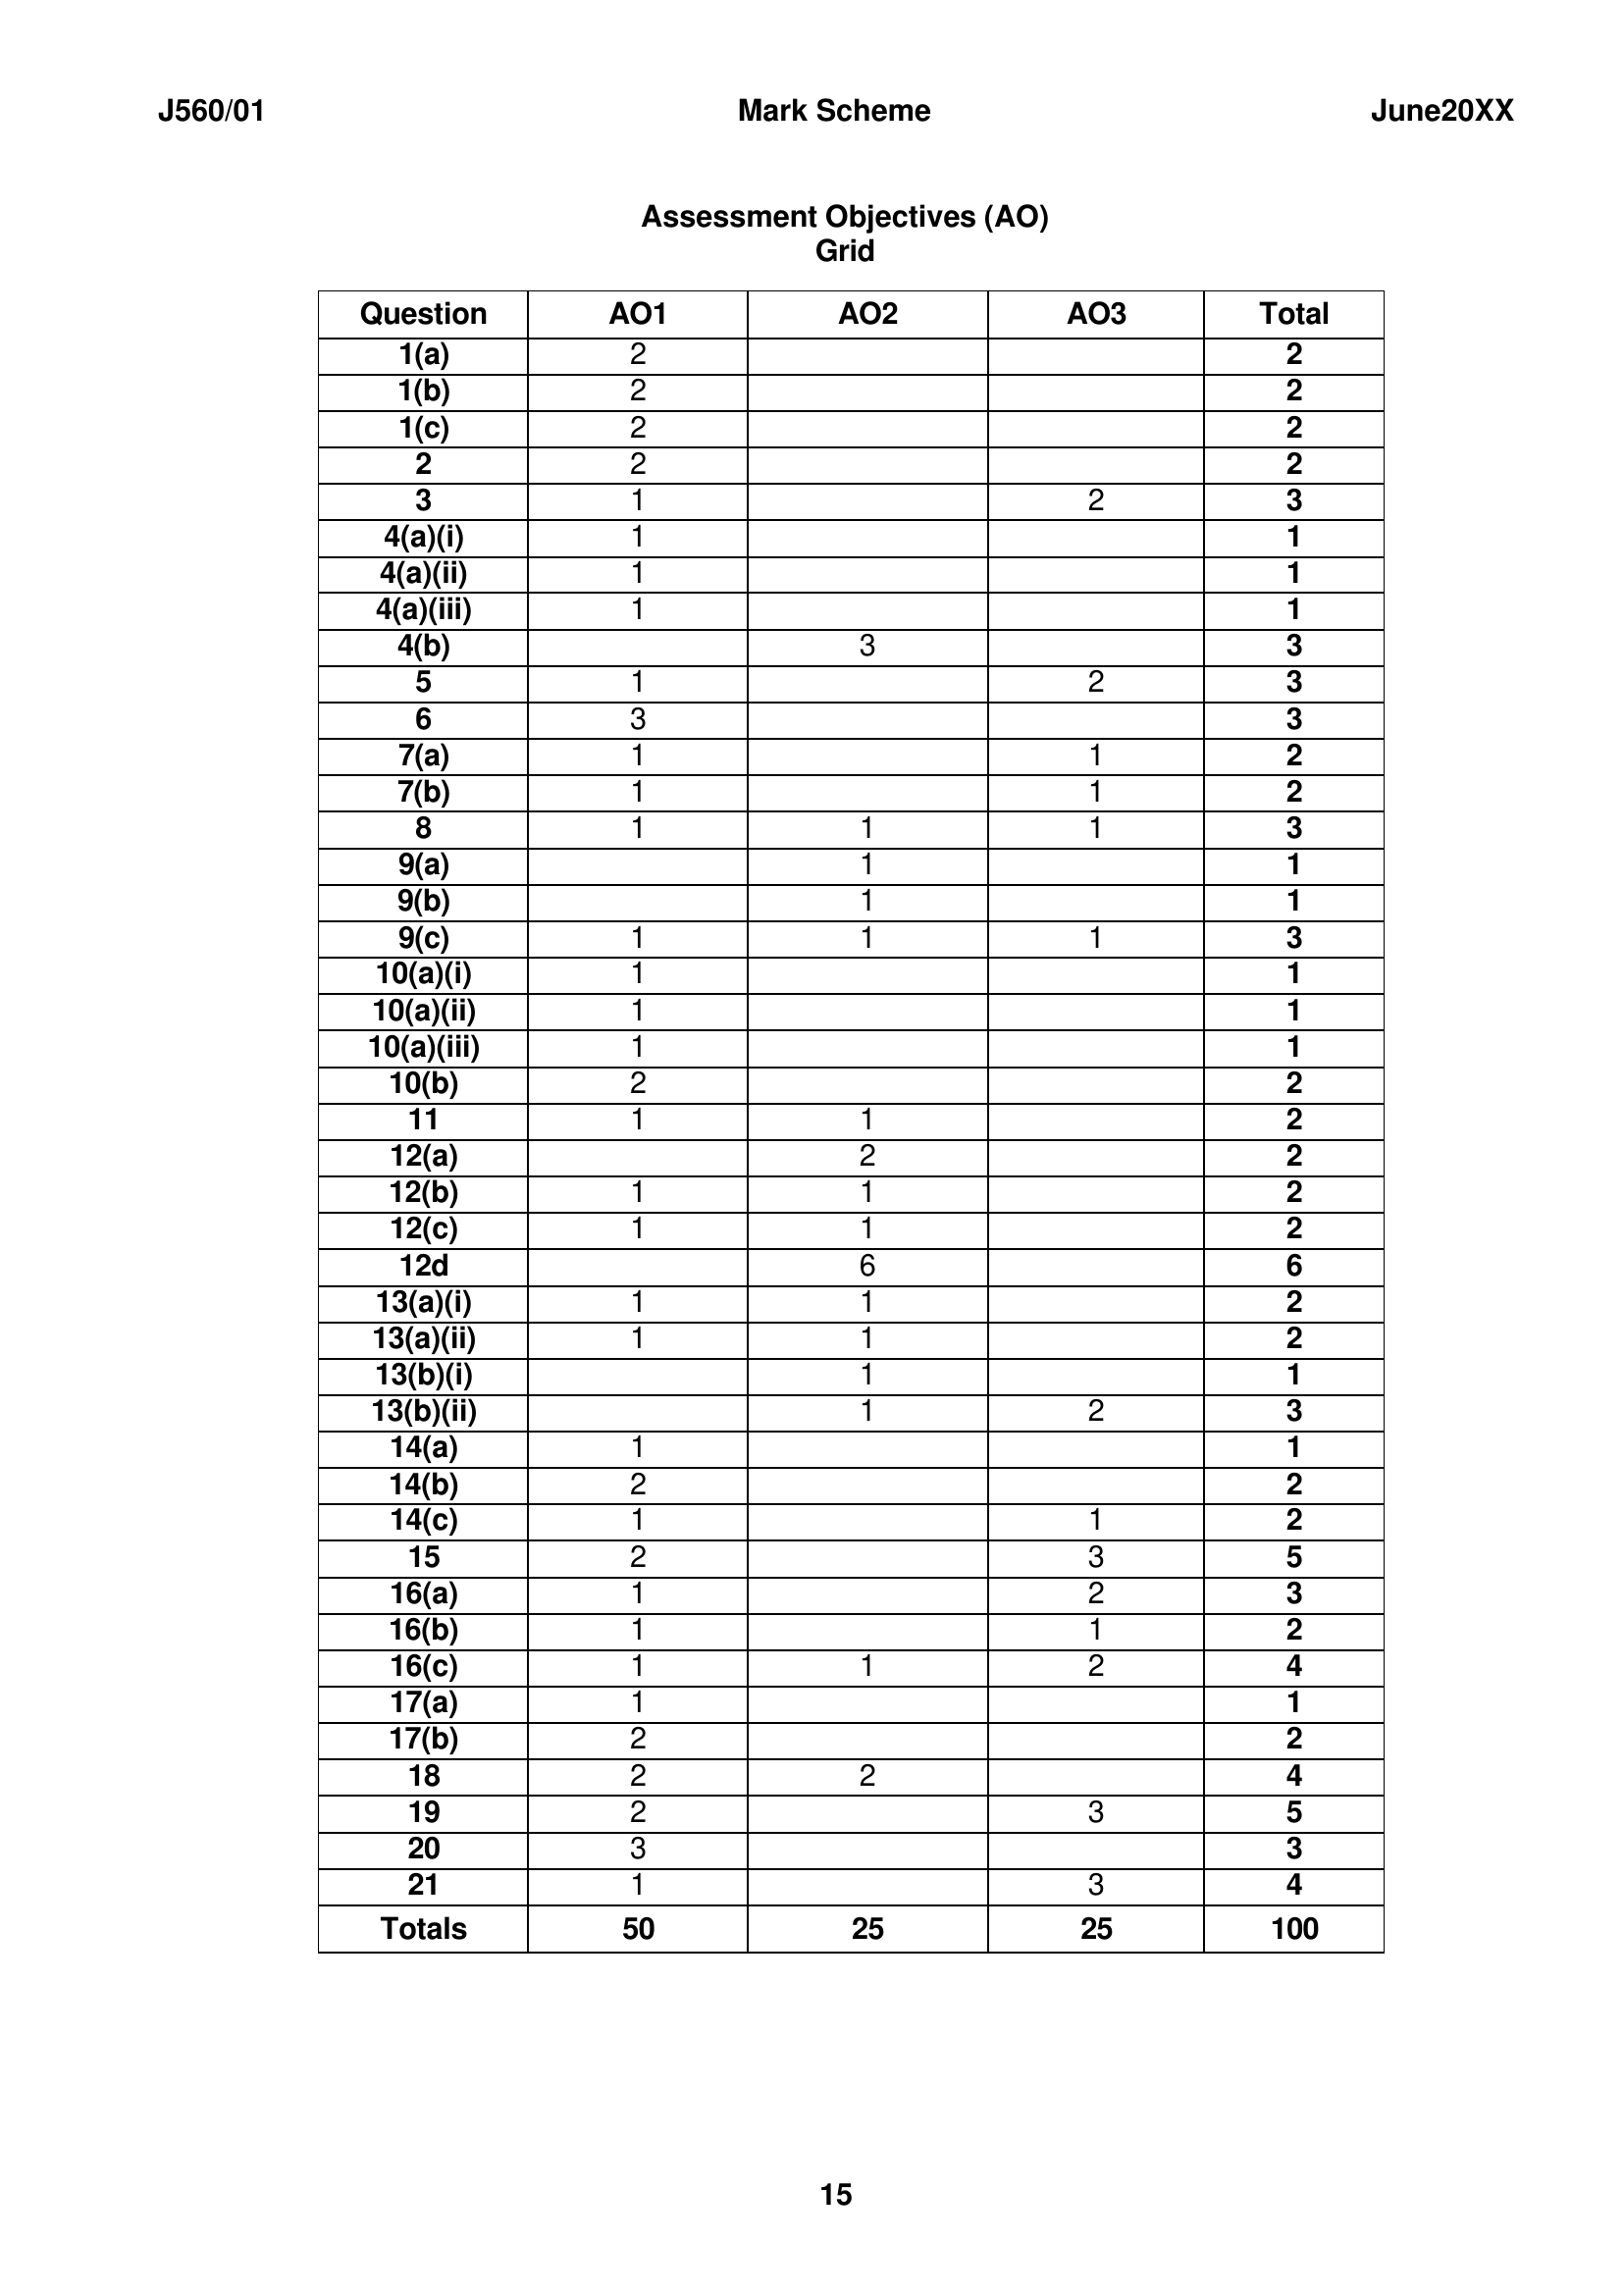 J560/01 Mark Scheme June20XX
Assessment Objectives (AO)
Grid
Question AO1 AO2 AO3 Total
1(a) 2 2
1(b) 2 2
1(c) 2 2
2 2 2
3 1 2 3
4(a)(i) 1 1
4(a)(ii) 1 1
4(a)(iii) 1 1
4(b) 3 3
5 1 2 3
6 3 3
7(a) 1 1 2
7(b) 1 1 2
8 1 1 1 3
9(a) 1 1
9(b) 1 1
9(c) 1 1 1 3
10(a)(i) 1 1
10(a)(ii) 1 1
10(a)(iii) 1 1
10(b) 2 2
11 1 1 2
12(a) 2 2
12(b) 1 1 2
12(c) 1 1 2
12d 6 6
13(a)(i) 1 1 2
13(a)(ii) 1 1 2
13(b)(i) 1 1
13(b)(ii) 1 2 3
14(a) 1 1
14(b) 2 2
14(c) 1 1 2
15 2 3 5
16(a) 1 2 3
16(b) 1 1 2
16(c) 1 1 2 4
17(a) 1 1
17(b) 2 2
18 2 2 4
19 2 3 5
20 3 3
21 1 3 4
Totals 50 25 25 100
15